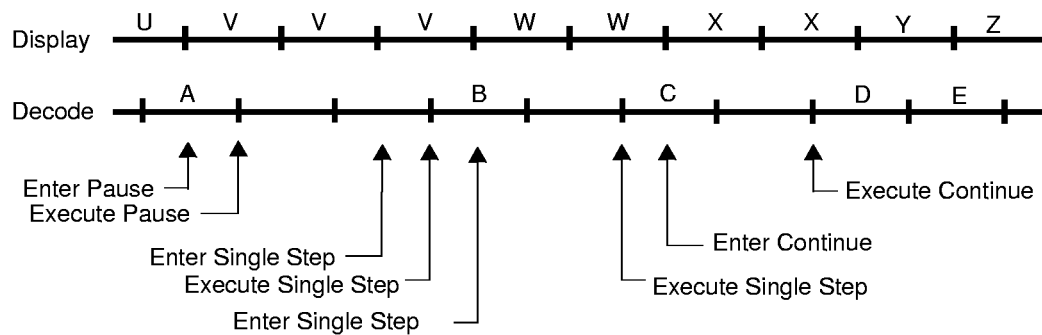 U V V V W W X X Y Z
Display
A B C D E
Decode
Enter Pause
Execute Continue
Execute Pause
Enter Continue
Enter Single Step
Execute Single Step
Execute Single Step
Enter Single Step